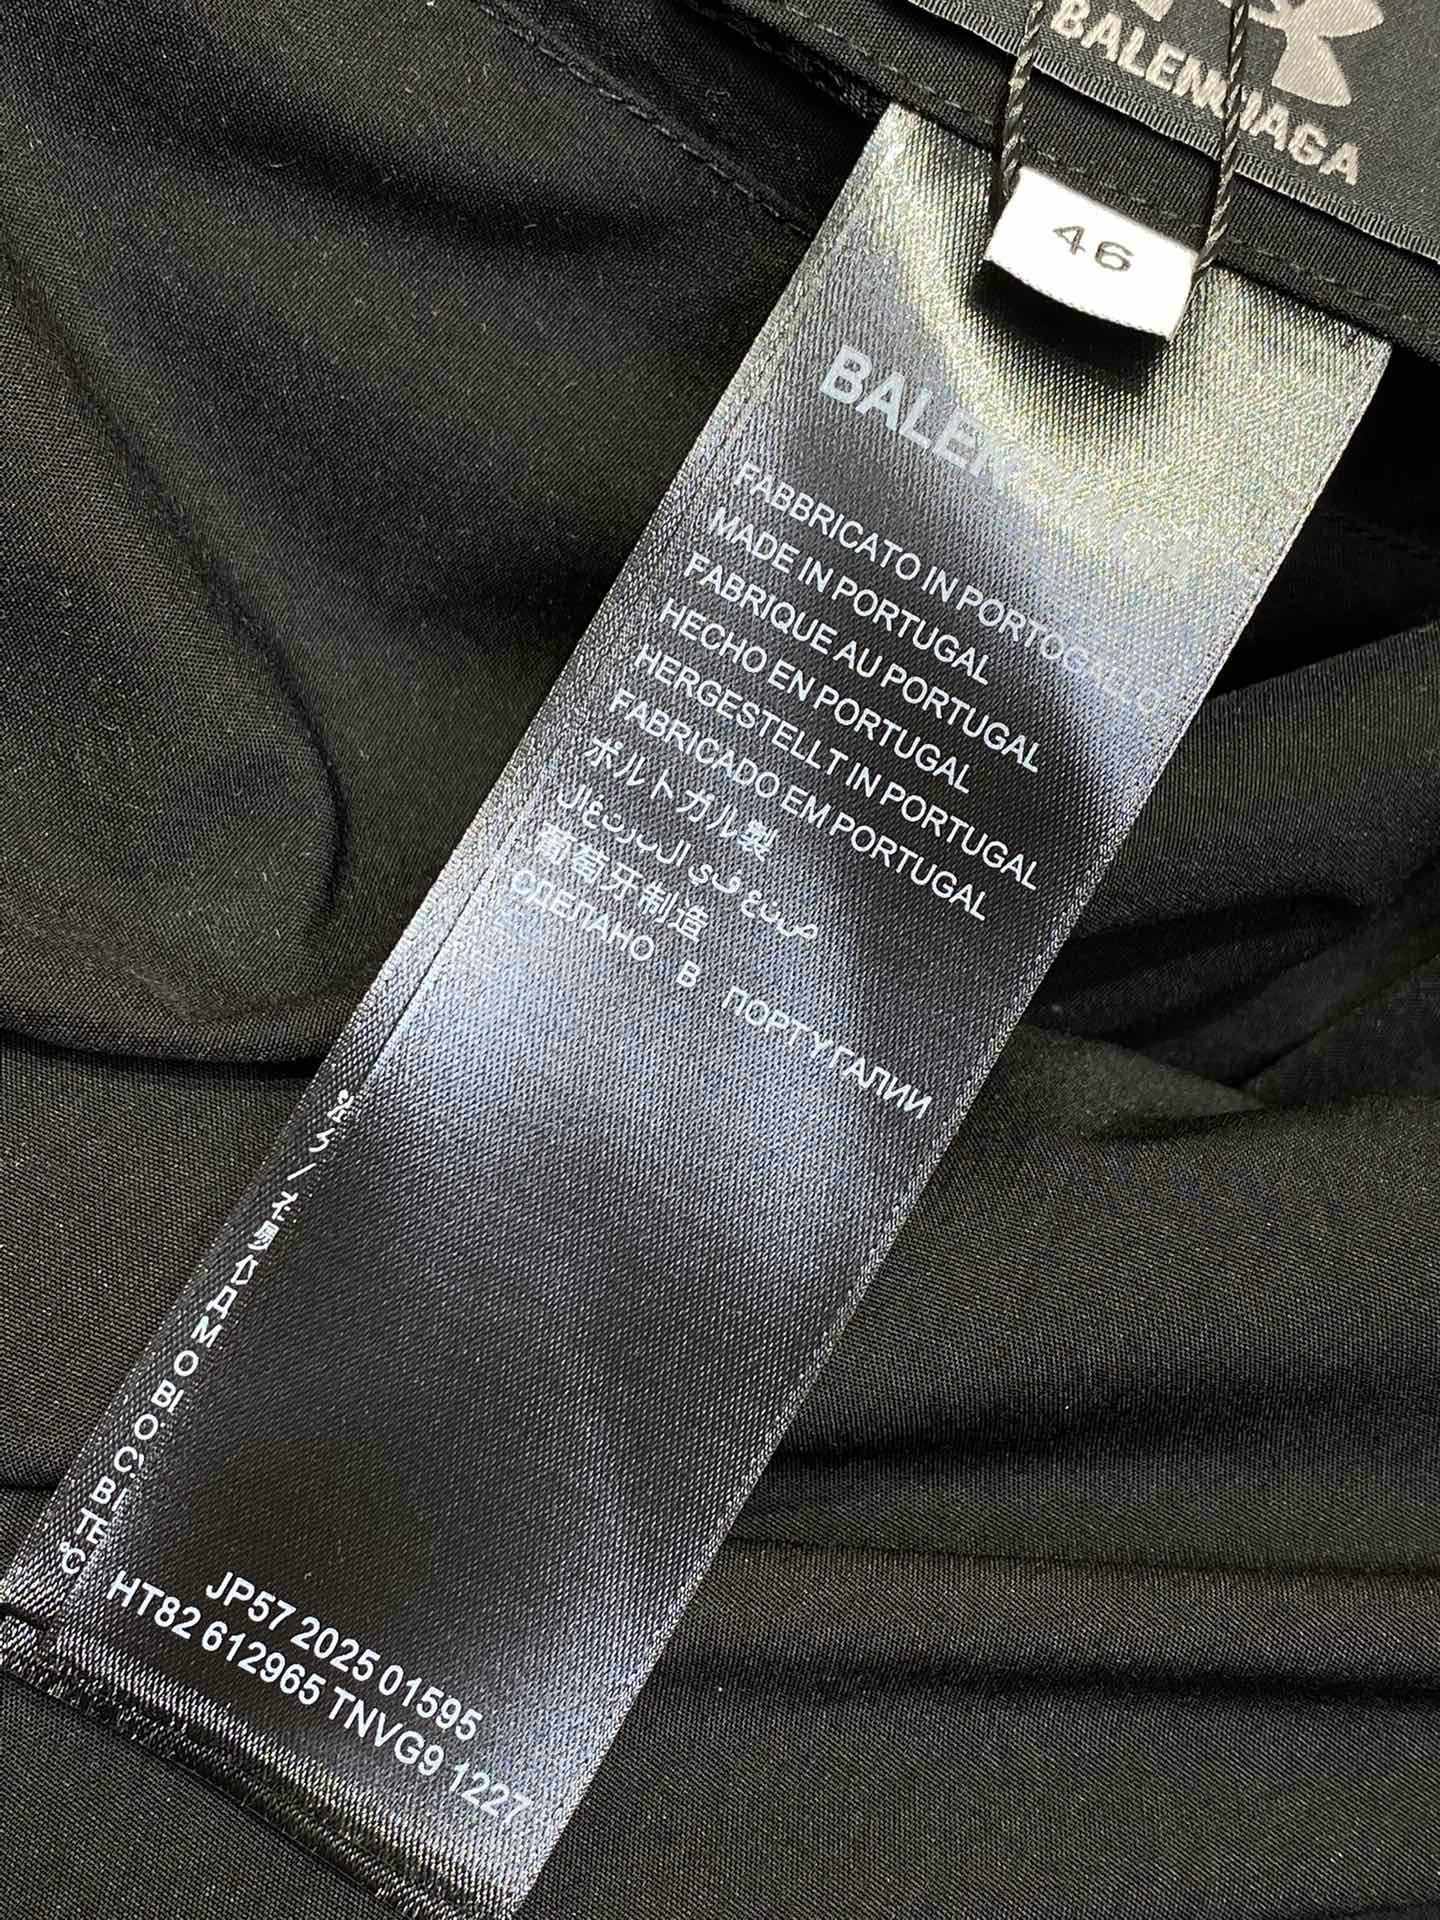 BALENCIAGA
46
BALENCIAGA
FABBRICATO IN PORTOGALLO
MADE IN PORTUGAL
FABRIQUE AU PORTUGAL
HECHO EN PORTUGAL
HERGESTELLT IN PORTUGAL
FABRICADO EM PORTUGAL
ポルトガル製
葡萄牙制造
СДЕЛАНО В ПОРТУГАЛИИ
JP57 2025 01595
HT82 612965 TNVG9 1227